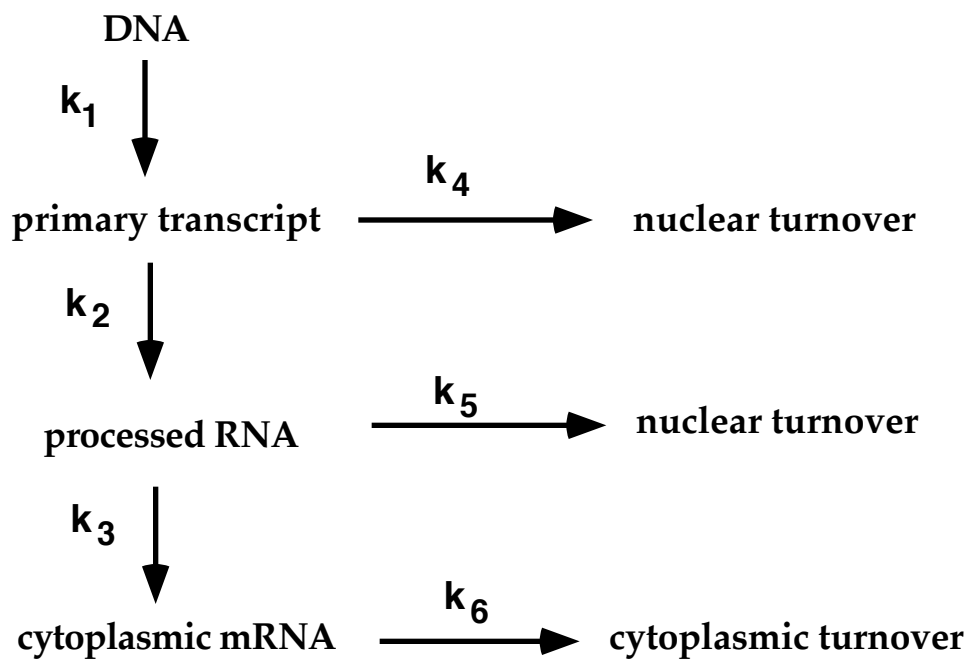 DNA
k1
primary transcript
k4
nuclear turnover
k2
processed RNA
k5
nuclear turnover
k3
cytoplasmic mRNA
k6
cytoplasmic turnover